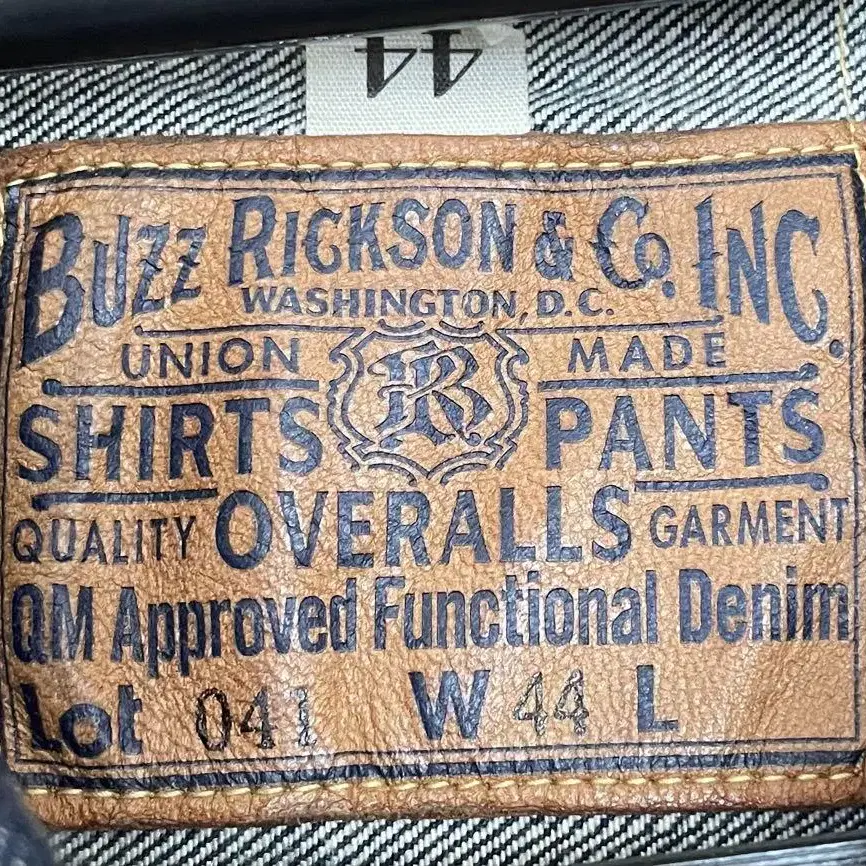 44
BUZZ RICKSON & CO. INC.
WASHINGTON, D.C.
UNION MADE
SHIRTS R PANTS
QUALITY OVERALLS GARMENT
QM Approved Functional Denim
Lot 041 W 44 L